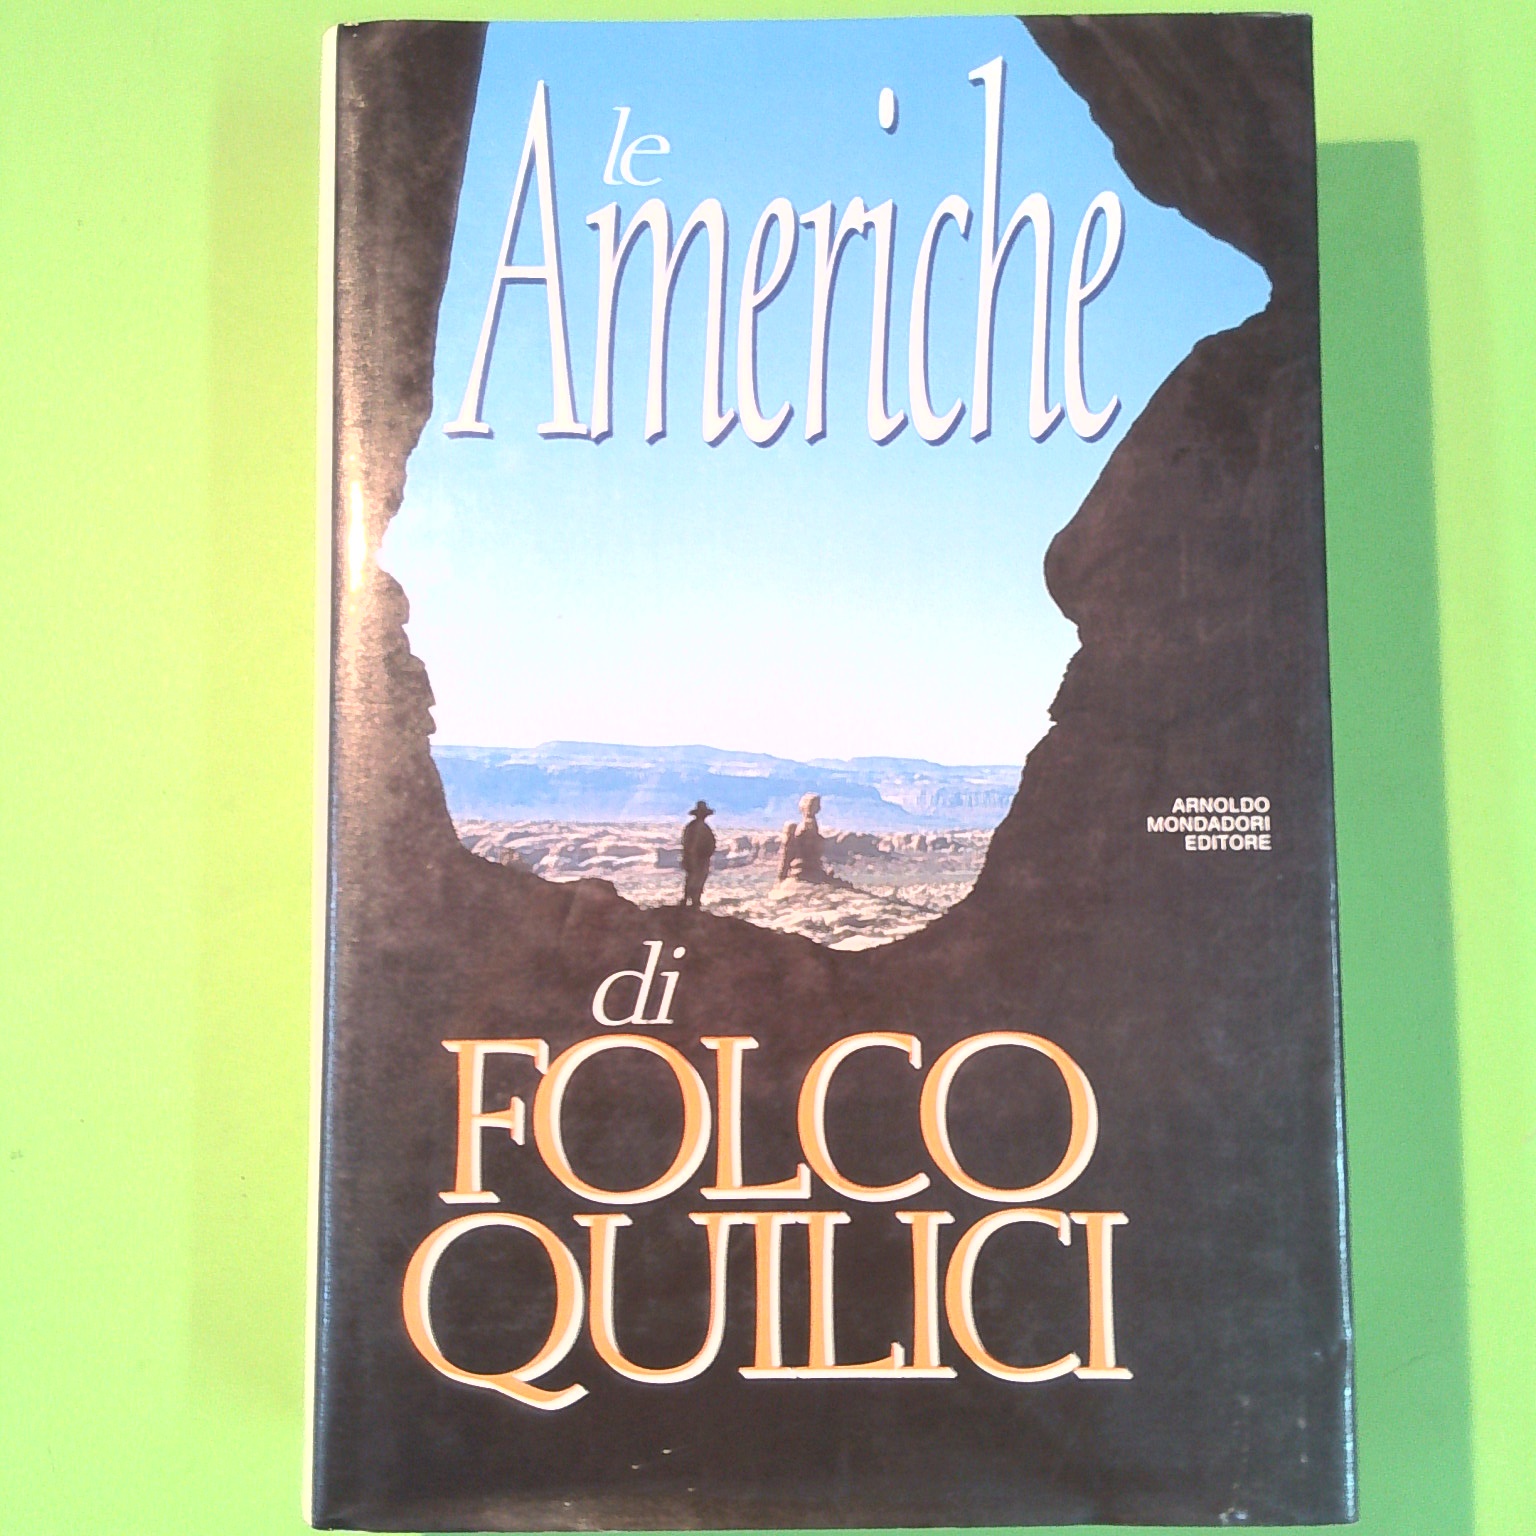 le
Americhe
ARNOLDO
MONDADORI
EDITORE
di
FOLCO
QUILICI